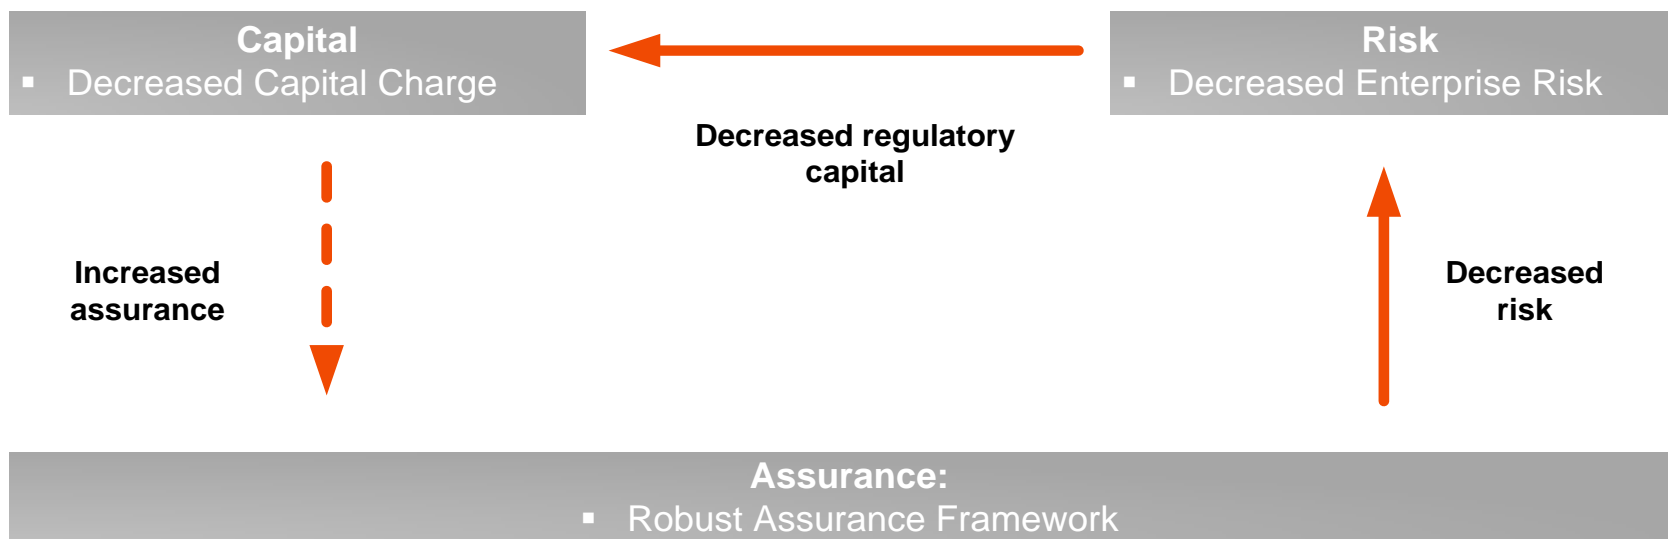 Capital
▪ Decreased Capital Charge
Risk
▪ Decreased Enterprise Risk
Decreased regulatory
capital
Increased
assurance
Decreased
risk
Assurance:
▪ Robust Assurance Framework